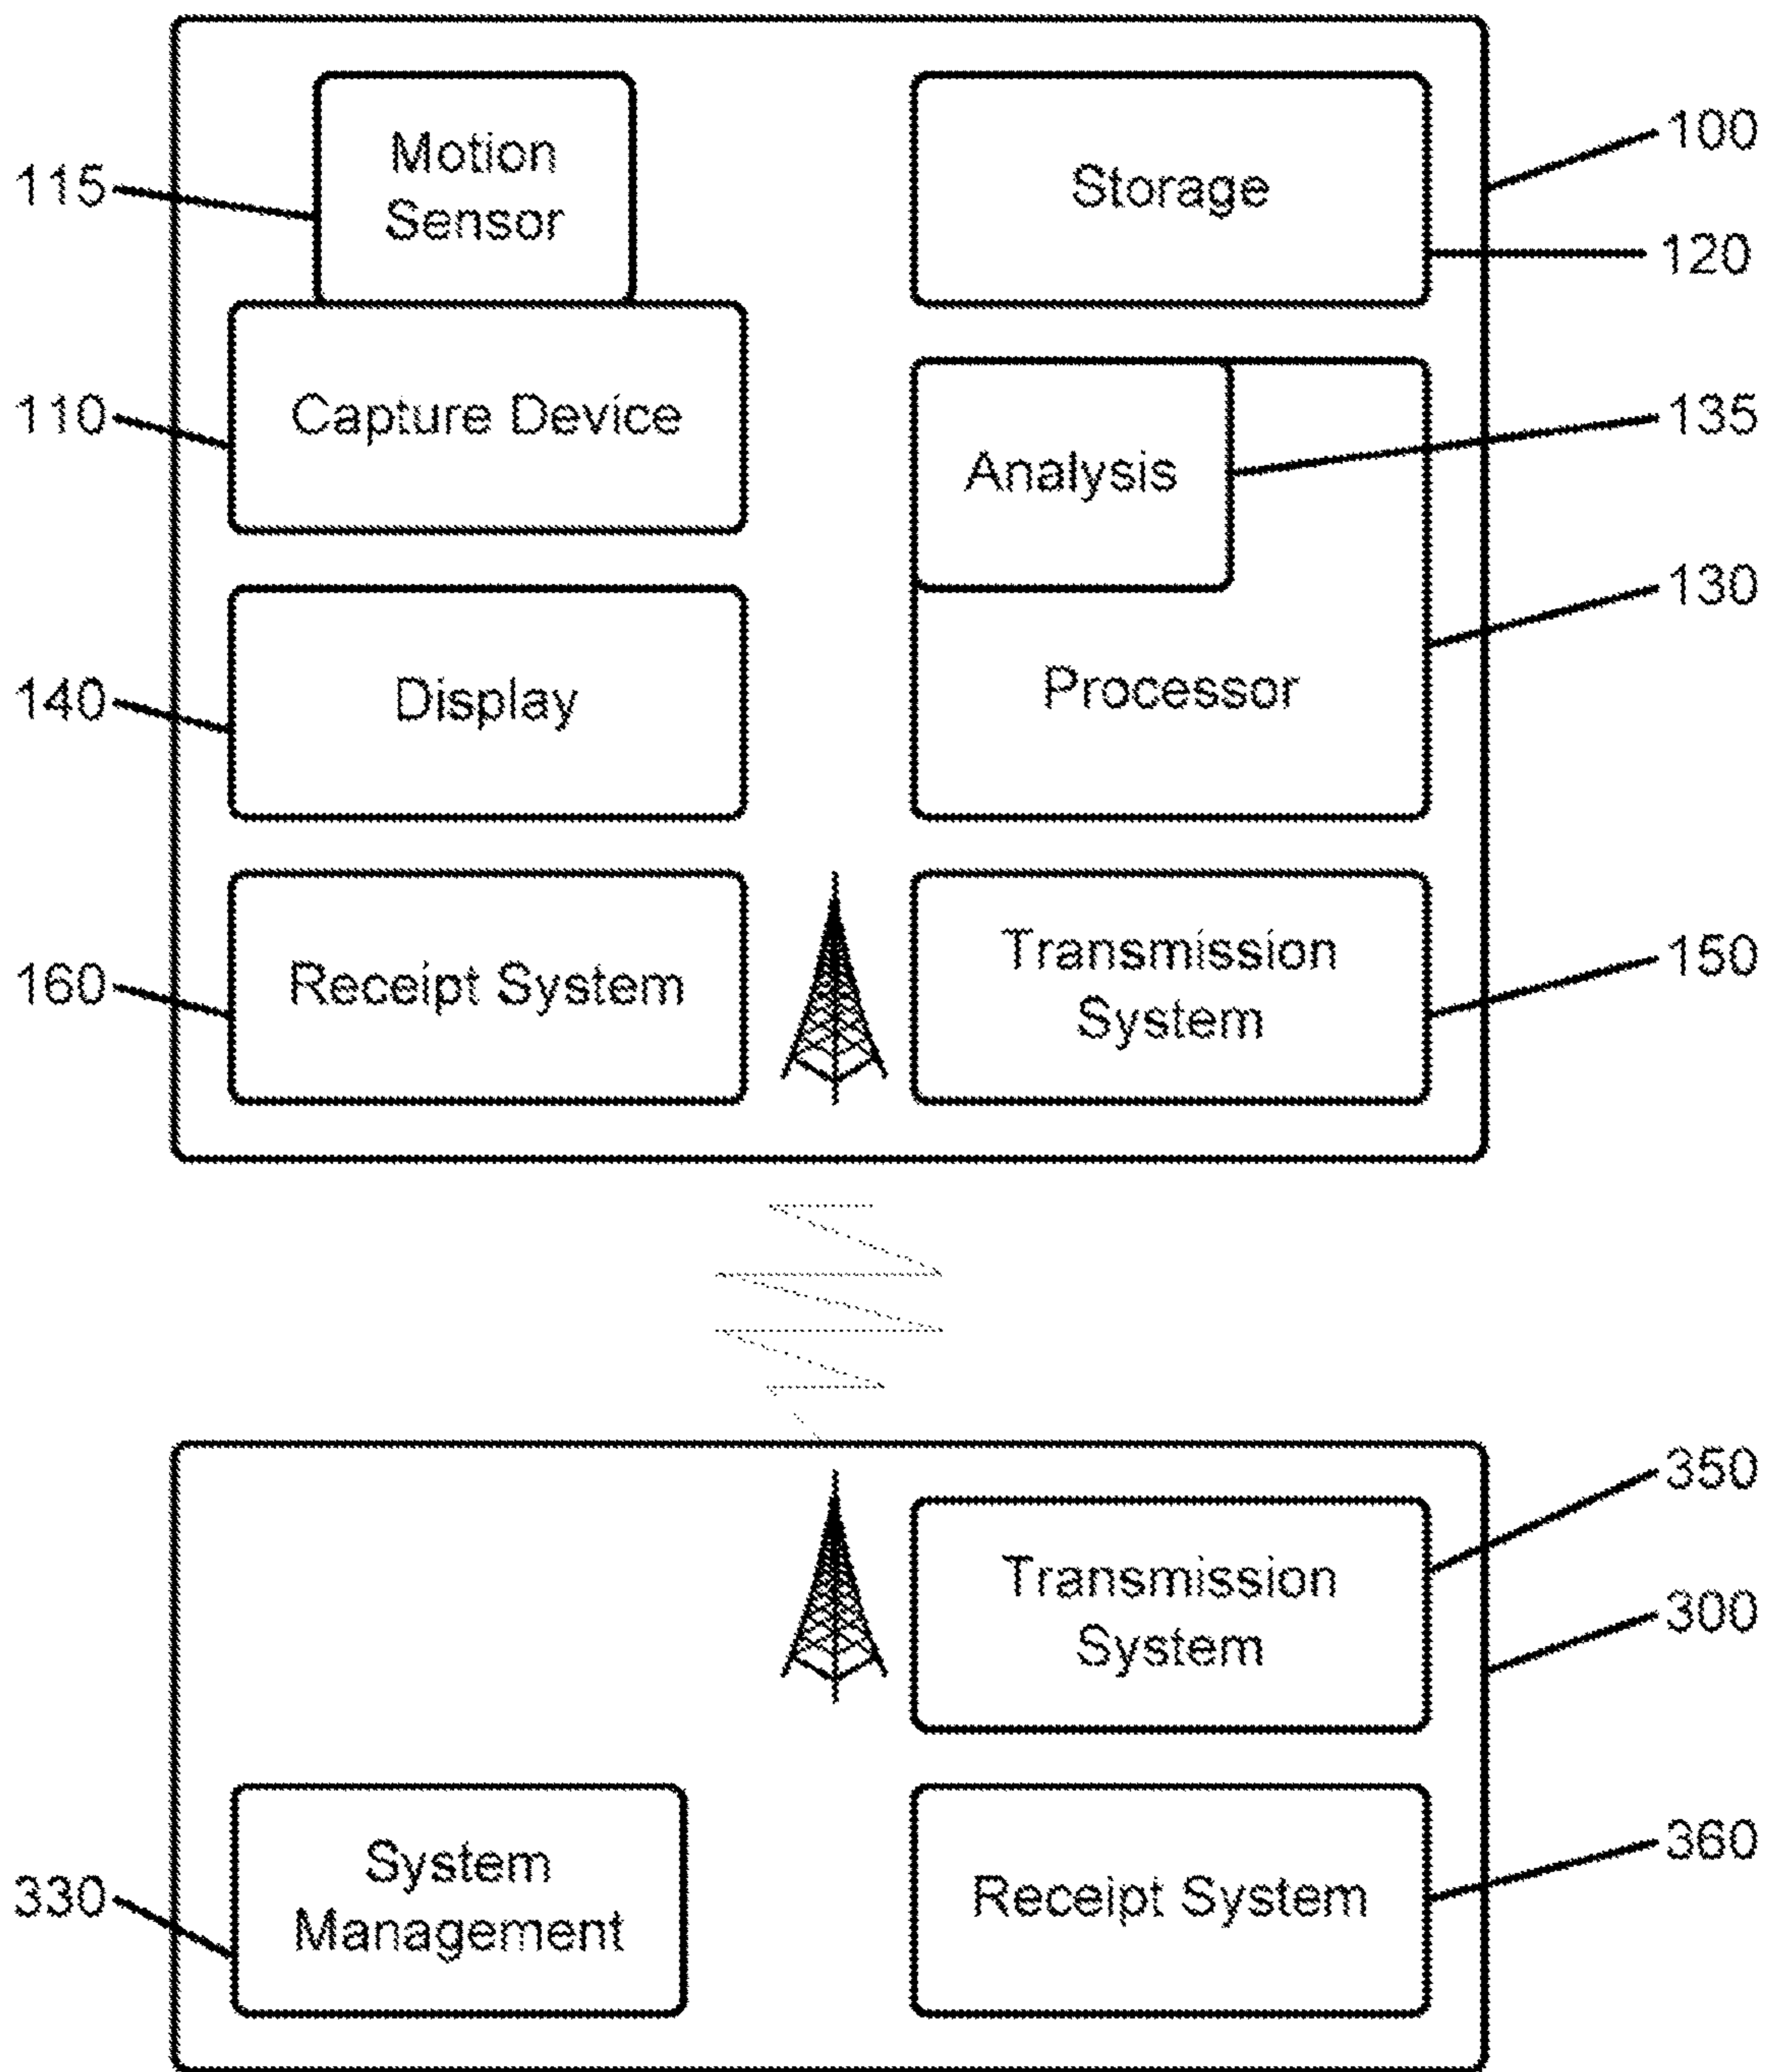 Motion
Sensor
115
Storage
100
120
Capture Device
110
Analysis
135
Processor
130
Display
140
Receipt System
160
Transmission
System
150
Transmission
System
350
300
System
Management
330
Receipt System
360